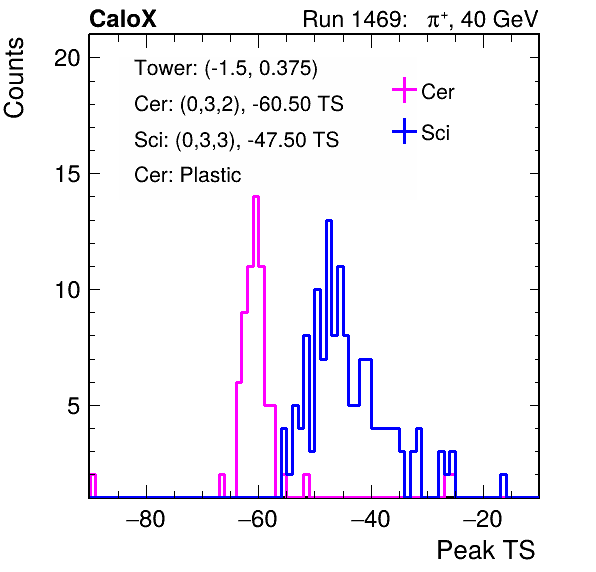 CaloX Run 1469: π⁺, 40 GeV
Counts
Tower: (-1.5, 0.375)
Cer: (0,3,2), -60.50 TS
Sci: (0,3,3), -47.50 TS
Cer: Plastic
Cer
Sci
20
15
10
5
−80 −60 −40 −20
Peak TS